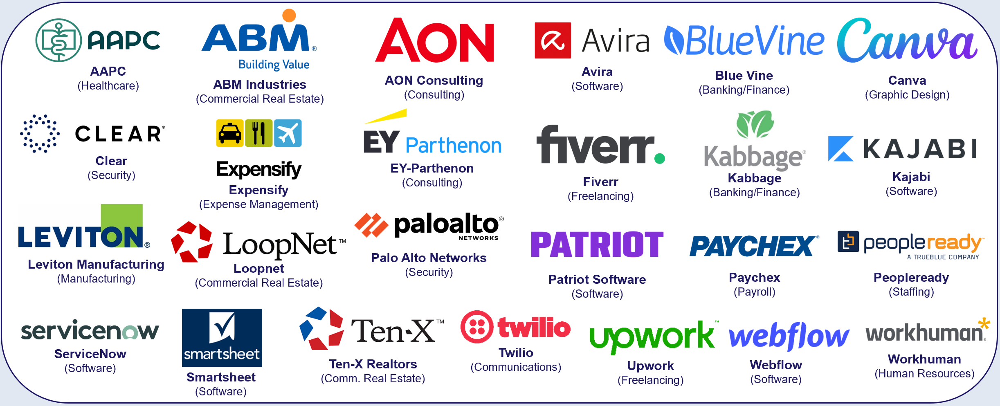 AAPC
AAPC
(Healthcare)
ABM®
Building Value
ABM Industries
(Commercial Real Estate)
AON
AON Consulting
(Consulting)
Avira
Avira
(Software)
BlueVine
Blue Vine
(Banking/Finance)
Canva
Canva
(Graphic Design)
CLEAR®
Clear
(Security)
Expensify
Expensify
(Expense Management)
EY Parthenon
EY-Parthenon
(Consulting)
fiverr.
Fiverr
(Freelancing)
Kabbage®
Kabbage
(Banking/Finance)
KAJABI
Kajabi
(Software)
LEVITON®
Leviton Manufacturing
(Manufacturing)
LoopNet™
Loopnet
(Commercial Real Estate)
paloalto®
NETWORKS
Palo Alto Networks
(Security)
PATRIOT
Patriot Software
(Software)
PAYCHEX®
Paychex
(Payroll)
peopleready™
A TRUEBLUE COMPANY
Peopleready
(Staffing)
servicenow
ServiceNow
(Software)
smartsheet
Smartsheet
(Software)
Ten-X™
Ten-X Realtors
(Comm. Real Estate)
twilio
Twilio
(Communications)
upwork™
Upwork
(Freelancing)
webflow
Webflow
(Software)
workhuman*®
Workhuman
(Human Resources)